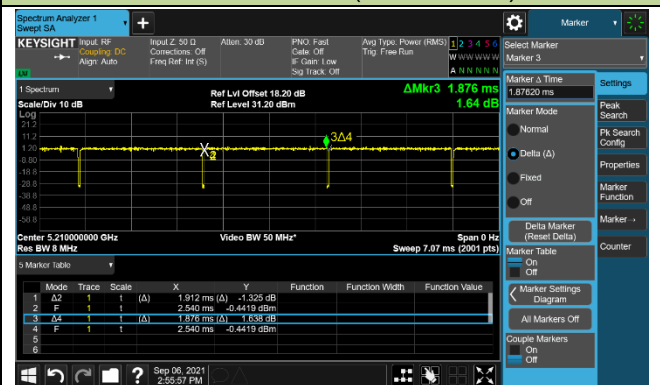 Spectrum Analyzer 1
Swept SA
Marker
KEYSIGHT Input: RF
Coupling: DC
Align: Auto
Input Z: 50 Ω
Corrections: Off
Freq Ref: Int (S)
Atten: 30 dB
PNO: Fast
Gate: Off
IF Gain: Low
Sig Track: Off
Avg Type: Power (RMS)
Trig: Free Run
1 2 3 4 5 6
W W W W W W
A N N N N N
LXI
Select Marker
Marker 3
1 Spectrum
Scale/Div 10 dB
Log
Ref Lvl Offset 18.20 dB
Ref Level 31.20 dBm
ΔMkr3 1.876 ms
1.64 dB
21.2
11.2
1.20
-8.80
-18.8
-28.8
-38.8
-48.8
-58.8
3Δ4
X
Center 5.210000000 GHz
Res BW 8 MHz
Video BW 50 MHz*
Span 0 Hz
Sweep 7.07 ms (2001 pts)
5 Marker Table
Mode Trace Scale X Y Function Function Width Function Value
1 Δ2 1 t (Δ) 1.912 ms (Δ) -1.325 dB
2 F 1 t 2.540 ms -0.4419 dBm
3 Δ4 1 t (Δ) 1.876 ms (Δ) 1.638 dB
4 F 1 t 2.540 ms -0.4419 dBm
5
6
Marker Δ Time
1.87620 ms
Marker Mode
Normal
Delta (Δ)
Fixed
Off
Delta Marker
(Reset Delta)
Marker Table
On
Off
Marker Settings
Diagram
All Markers Off
Couple Markers
On
Off
Settings
Peak
Search
Pk Search
Config
Properties
Marker
Function
Marker→
Counter
? Sep 06, 2021
2:55:57 PM